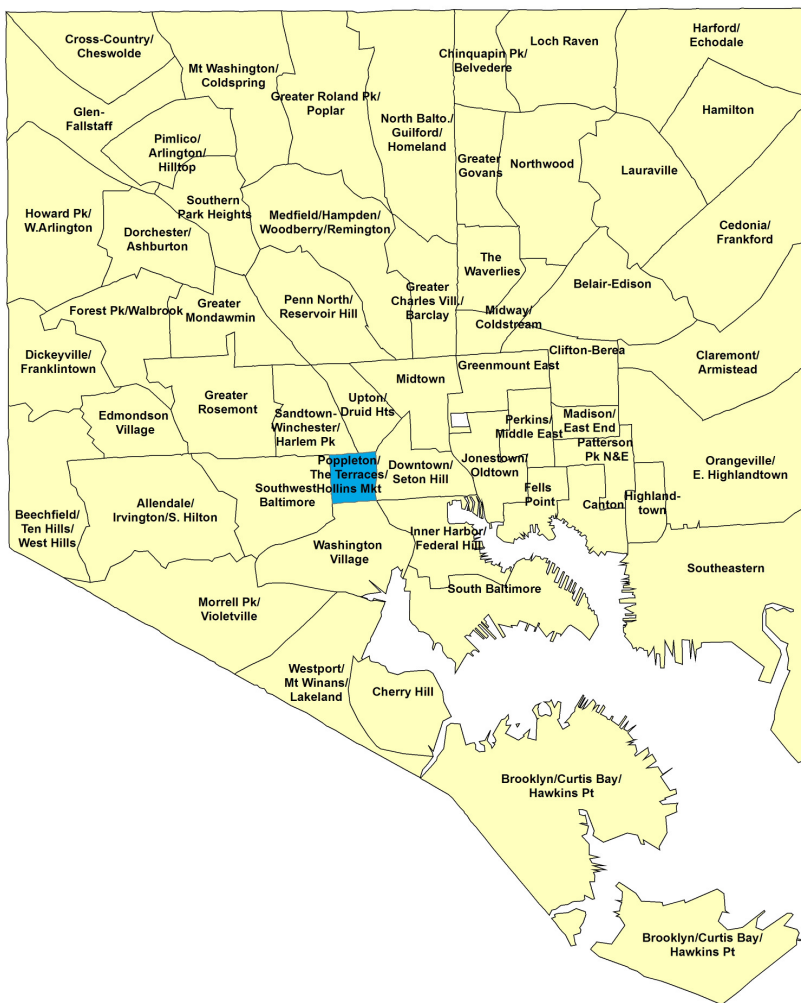 Cross-Country/
Cheswolde
Mt Washington/
Coldspring
Greater Roland Pk/
Poplar
North Balto./
Guilford/
Homeland
Chinquapin Pk/
Belvedere
Loch Raven
Harford/
Echodale
Glen-
Fallstaff
Pimlico/
Arlington/
Hilltop
Greater
Govans
Northwood
Lauraville
Hamilton
Howard Pk/
W.Arlington
Dorchester/
Ashburton
Southern
Park Heights
Medfield/Hampden/
Woodberry/Remington
The
Waverlies
Cedonia/
Frankford
Belair-Edison
Forest Pk/Walbrook
Greater
Mondawmin
Penn North/
Reservoir Hill
Greater
Charles Vill./
Barclay
Midway/
Coldstream
Dickeyville/
Franklintown
Edmondson
Village
Greater
Rosemont
Sandtown-
Winchester/
Harlem Pk
Upton/
Druid Hts
Midtown
Greenmount East
Clifton-Berea
Claremont/
Armistead
Perkins/
Middle East
Madison/
East End
Patterson
Pk N&E
Orangeville/
E. Highlandtown
Beechfield/
Ten Hills/
West Hills
Allendale/
Irvington/S. Hilton
Southwest
Baltimore
Poppleton/
The Terraces/
Hollins Mkt
Downtown/
Seton Hill
Jonestown/
Oldtown
Fells
Point
Canton
Highland-
town
Washington
Village
Inner Harbor/
Federal Hill
South Baltimore
Southeastern
Morrell Pk/
Violetville
Westport/
Mt Winans/
Lakeland
Cherry Hill
Brooklyn/Curtis Bay/
Hawkins Pt
Brooklyn/Curtis Bay/
Hawkins Pt